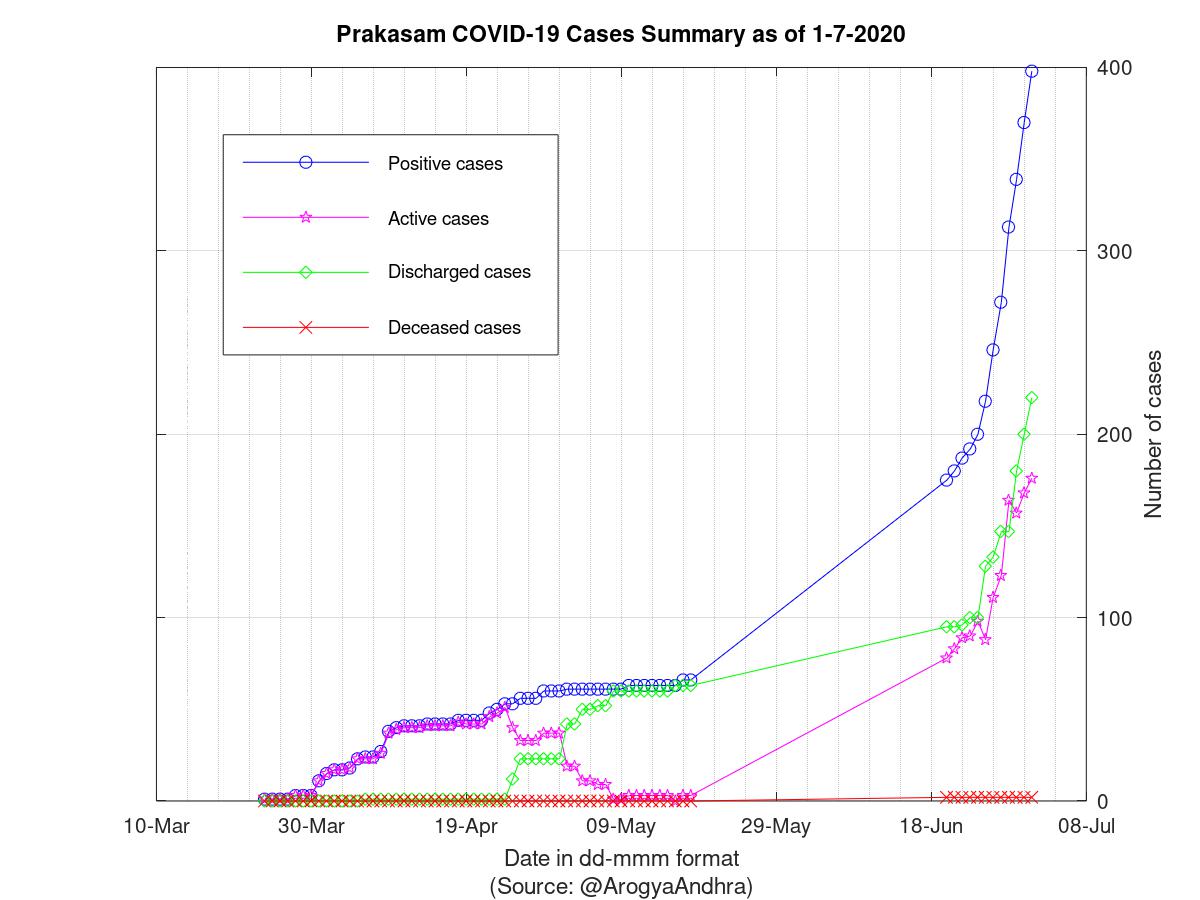 Prakasam COVID-19 Cases Summary as of 1-7-2020
Positive cases
Active cases
Discharged cases
Deceased cases
400
300
200
100
0
Number of cases
10-Mar 30-Mar 19-Apr 09-May 29-May 18-Jun 08-Jul
Date in dd-mmm format
(Source: @ArogyaAndhra)